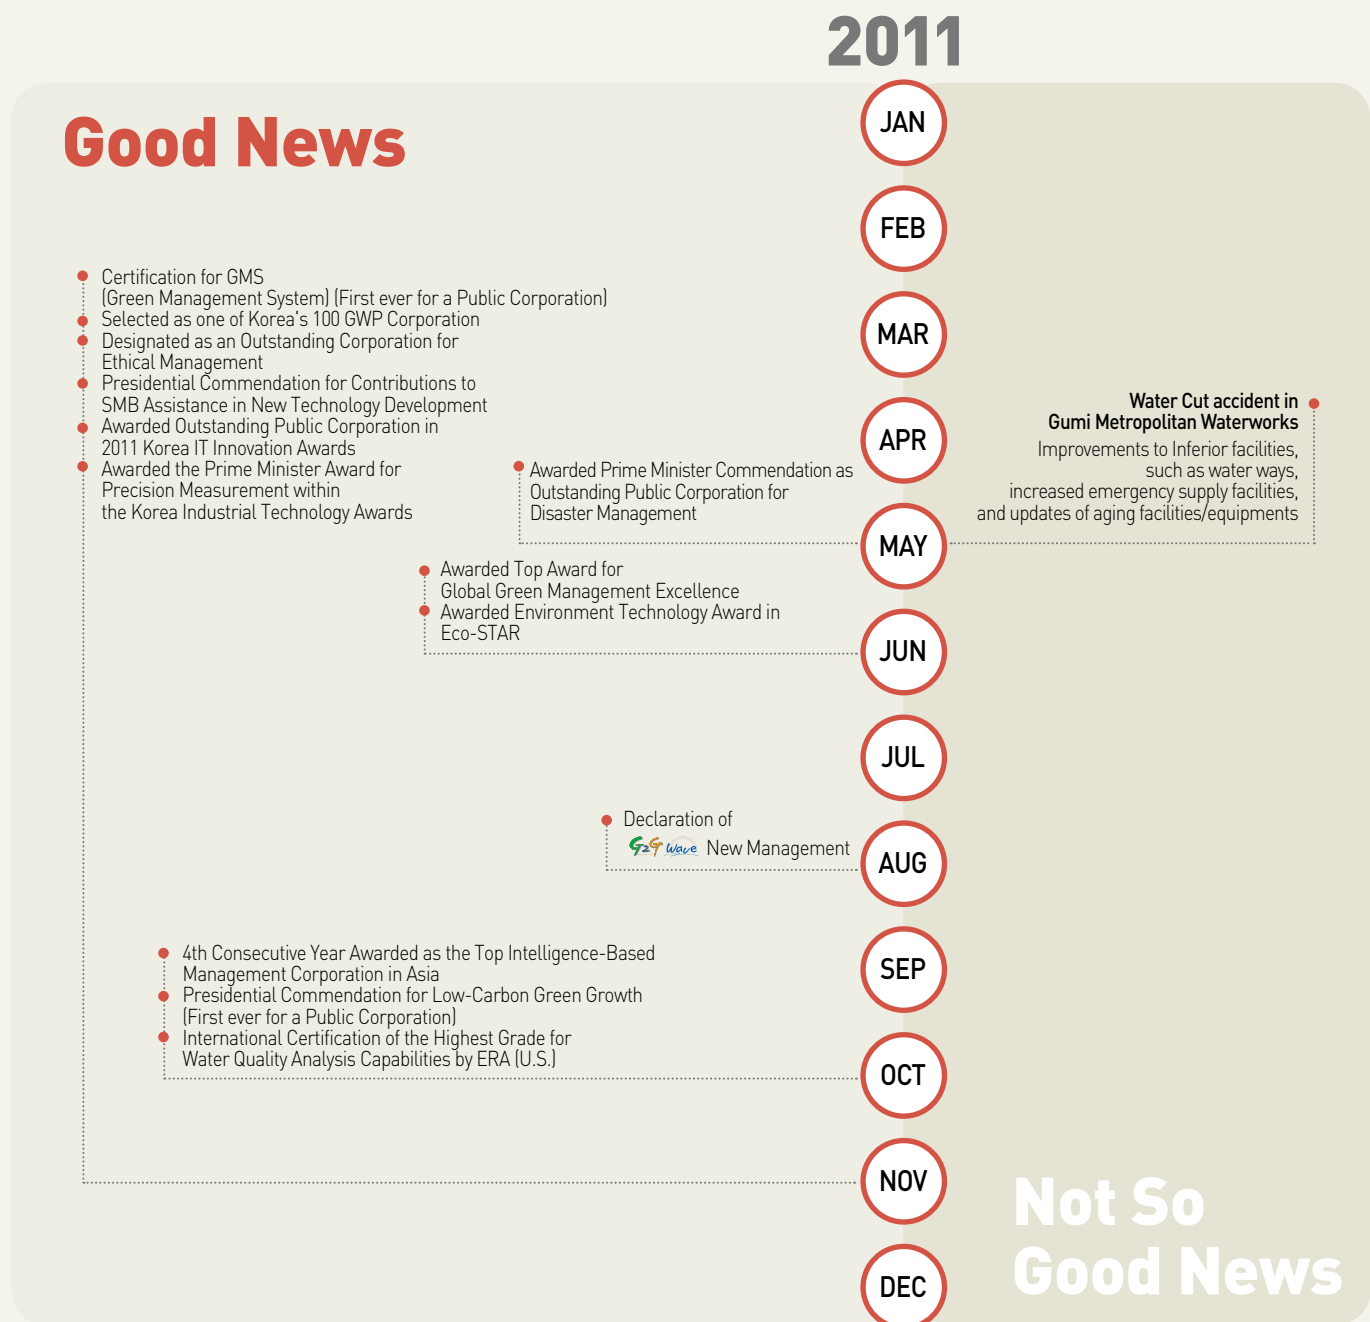 2011
Good News
JAN
FEB
MAR
APR
MAY
JUN
JUL
AUG
SEP
OCT
NOV
DEC
Certification for GMS
(Green Management System) (First ever for a Public Corporation)
Selected as one of Korea's 100 GWP Corporation
Designated as an Outstanding Corporation for
Ethical Management
Presidential Commendation for Contributions to
SMB Assistance in New Technology Development
Awarded Outstanding Public Corporation in
2011 Korea IT Innovation Awards
Awarded the Prime Minister Award for
Precision Measurement within
the Korea Industrial Technology Awards
Awarded Prime Minister Commendation as
Outstanding Public Corporation for
Disaster Management
Water Cut accident in
Gumi Metropolitan Waterworks
Improvements to Inferior facilities,
such as water ways,
increased emergency supply facilities,
and updates of aging facilities/equipments
Awarded Top Award for
Global Green Management Excellence
Awarded Environment Technology Award in
Eco-STAR
Declaration of
G2G Wave New Management
4th Consecutive Year Awarded as the Top Intelligence-Based
Management Corporation in Asia
Presidential Commendation for Low-Carbon Green Growth
(First ever for a Public Corporation)
International Certification of the Highest Grade for
Water Quality Analysis Capabilities by ERA (U.S.)
Not So
Good News